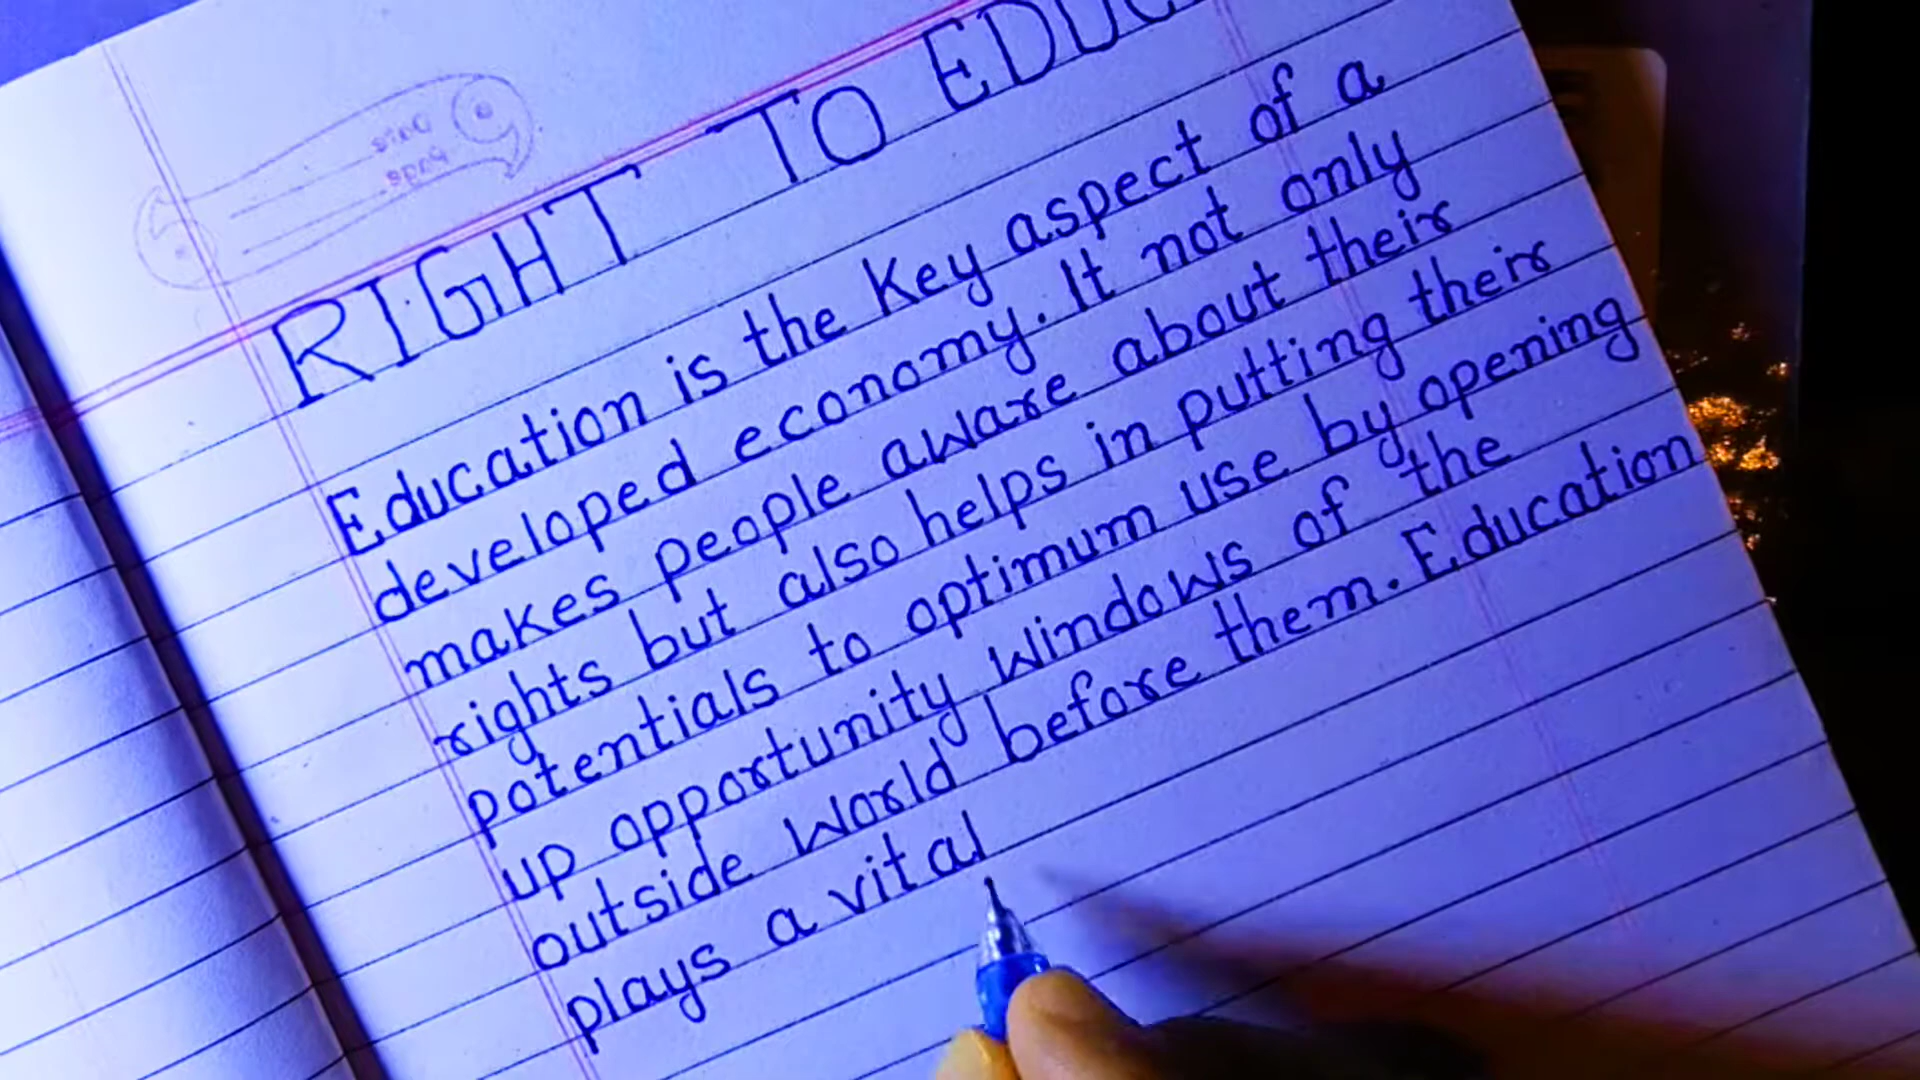 RIGHT TO EDUC
Education is the key aspect of a
developed economy. It not only
makes people aware about their
rights but also helps in putting their
potentials to optimum use by opening
up opportunity windows of the
outside world before them. Education
plays a vital